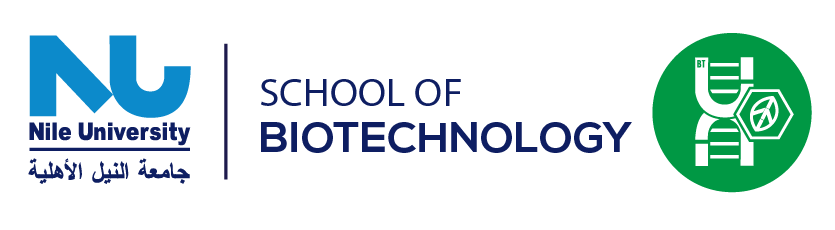 NU
Nile University
جامعة النيل الأهلية
SCHOOL OF
BIOTECHNOLOGY
BT